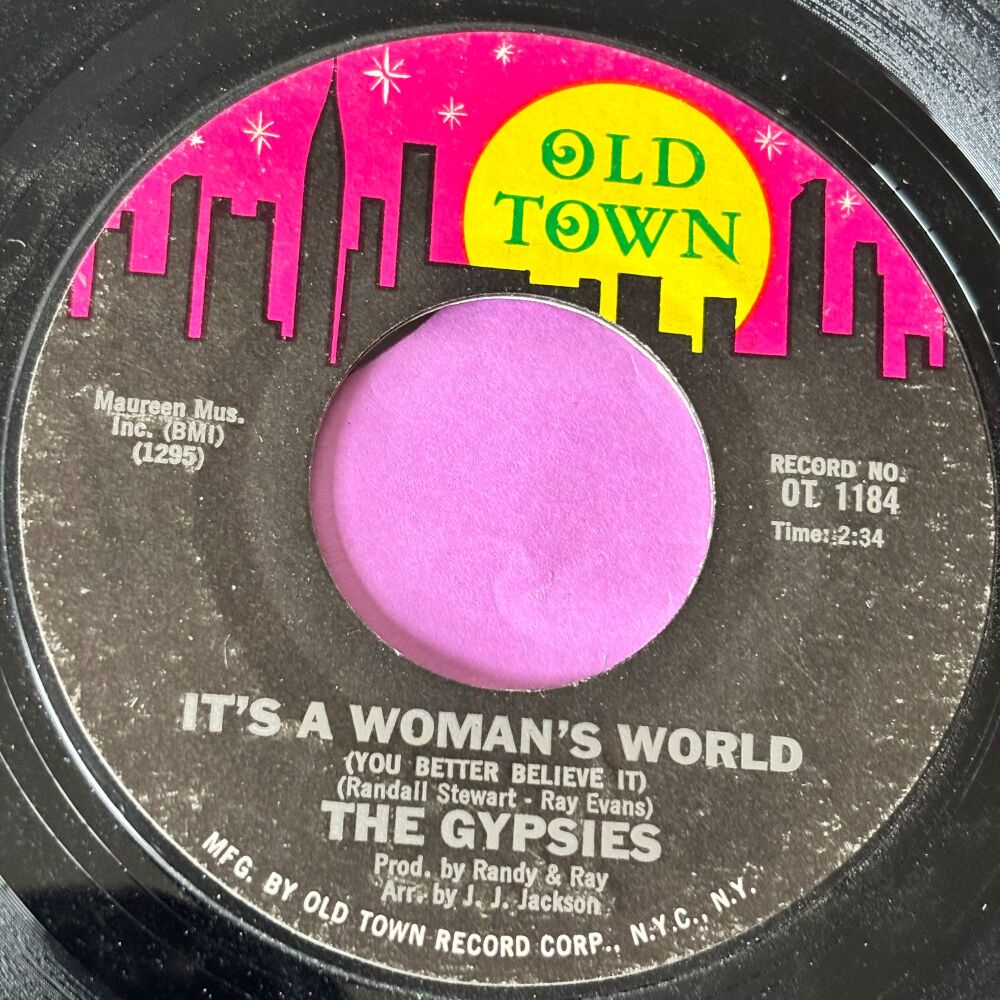 OLD
TOWN
Maureen Mus.
Inc. (BMI)
(1295)
RECORD NO.
OT 1184
Time: 2:34
IT'S A WOMAN'S WORLD
(YOU BETTER BELIEVE IT)
(Randall Stewart - Ray Evans)
THE GYPSIES
Prod. by Randy & Ray
Arr. by J. J. Jackson
MFG. BY OLD TOWN RECORD CORP., N.Y.C., N.Y.